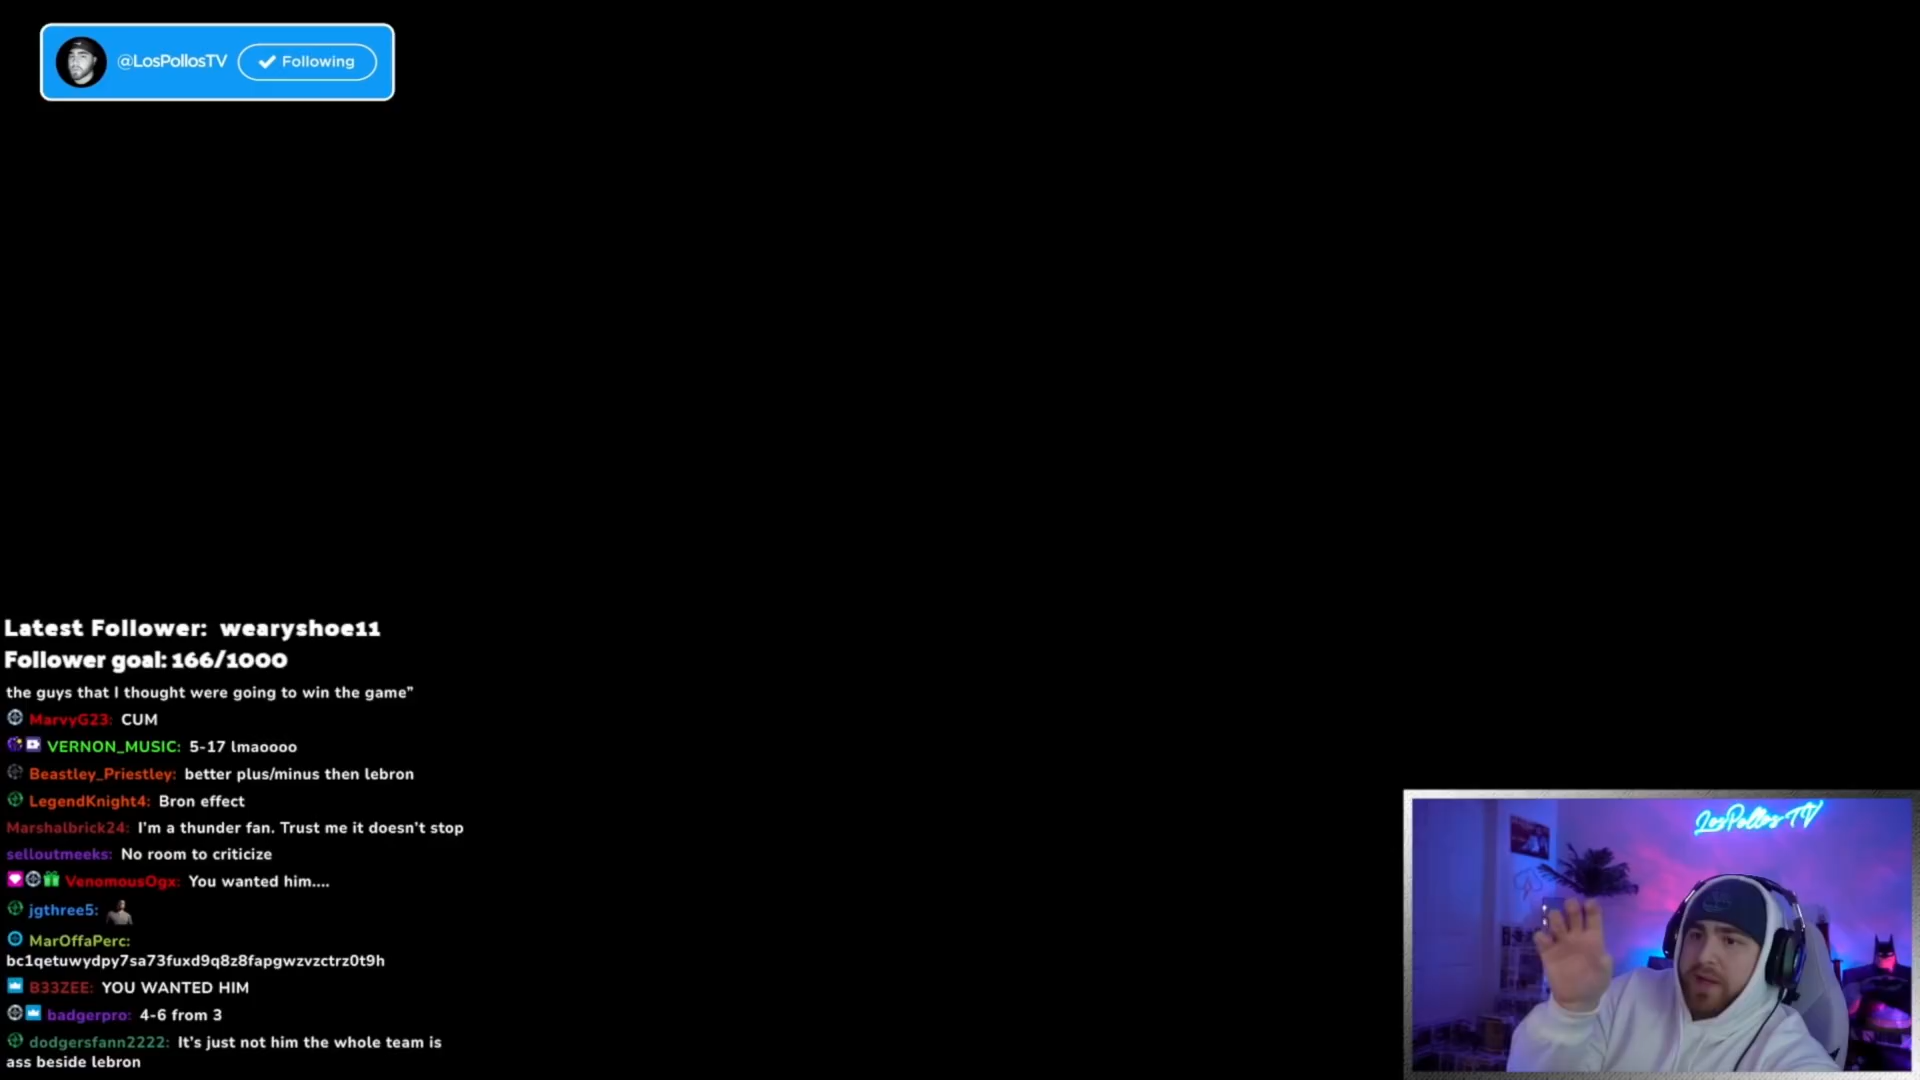 @LosPollosTV Following
Latest Follower: wearyshoe11
Follower goal: 166/1000
the guys that I thought were going to win the game”
MarvyG23: CUM
VERNON_MUSIC: 5-17 lmaoooo
Beastley_Priestley: better plus/minus then lebron
LegendKnight4: Bron effect
Marshalbrick24: I’m a thunder fan. Trust me it doesn’t stop
selloutmeeks: No room to criticize
VenomousOgx: You wanted him....
jgthree5:
MarOffaPerc:
bc1qetuwydpy7sa73fuxd9q8z8fapgwzvzctrz0t9h
B33ZEE: YOU WANTED HIM
badgerpro: 4-6 from 3
dodgersfann2222: It’s just not him the whole team is
ass beside lebron
LosPollosTV